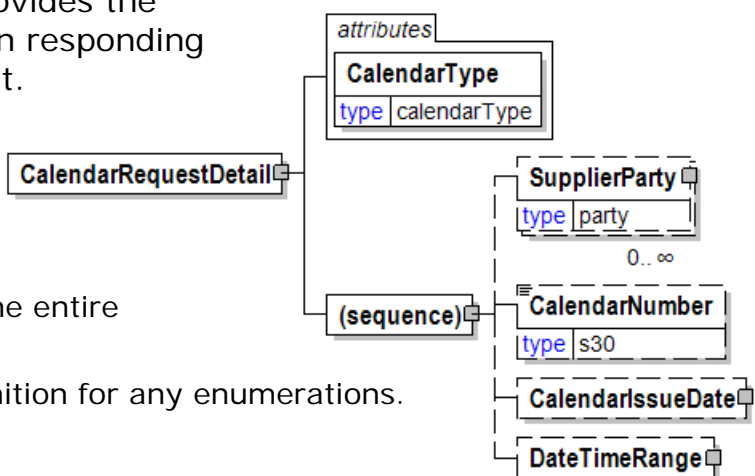 ovides the
n responding
t.
attributes
CalendarType
type calendarType
CalendarRequestDetail
SupplierParty
type party
0.. ∞
ne entire
(sequence)
CalendarNumber
type s30
nition for any enumerations.
CalendarIssueDate
DateTimeRange